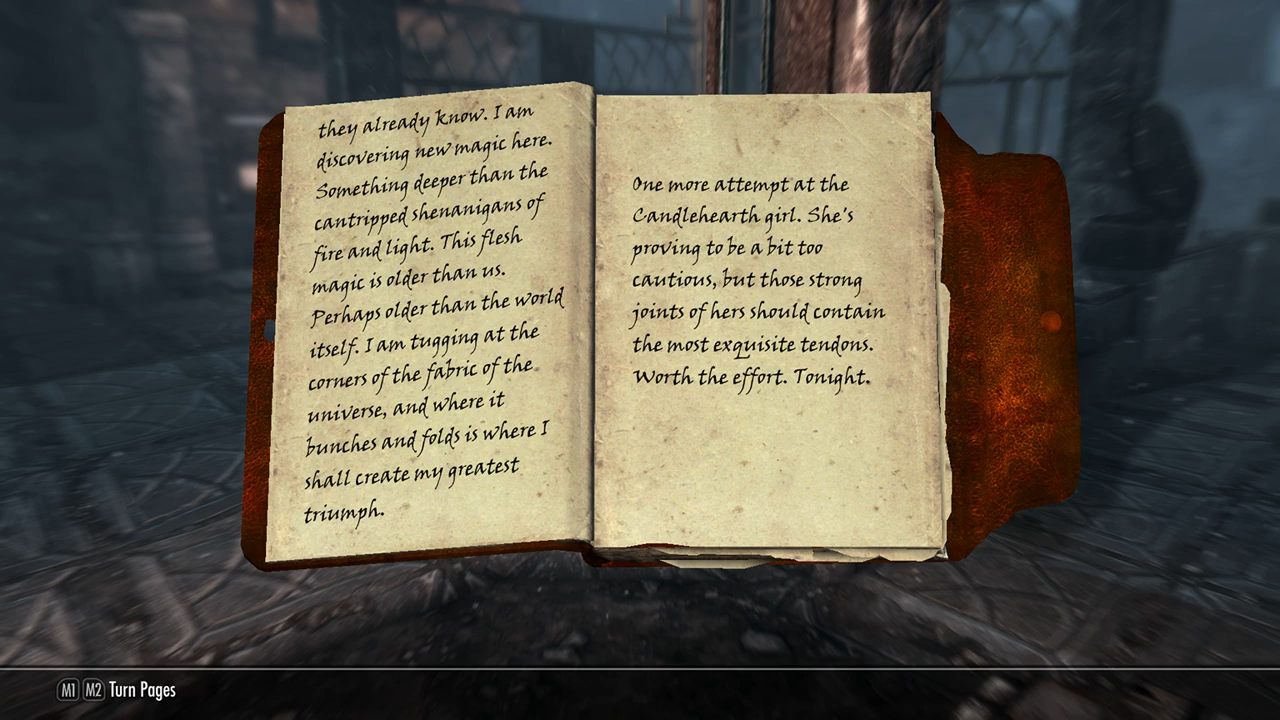 they already know. I am
discovering new magic here.
Something deeper than the
cantripped shenanigans of
fire and light. This flesh
magic is older than us.
Perhaps older than the world
itself. I am tugging at the
corners of the fabric of the
universe, and where it
bunches and folds is where I
shall create my greatest
triumph.
One more attempt at the
Candlehearth girl. She's
proving to be a bit too
cautious, but those strong
joints of hers should contain
the most exquisite tendons.
Worth the effort. Tonight.
M1 M2 Turn Pages